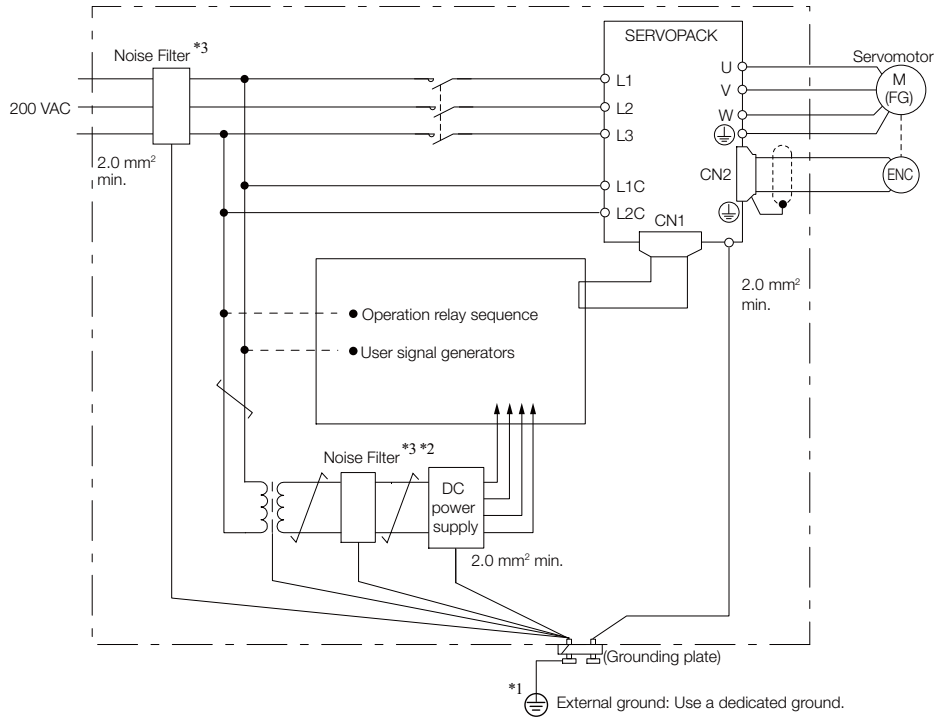 SERVOPACK
Noise Filter *3
Servomotor
U
L1
M
(FG)
V
200 VAC
L2
W
L3
2.0 mm² min.
CN2
ENC
L1C
L2C
CN1
2.0 mm² min.
Operation relay sequence
User signal generators
Noise Filter *3 *2
DC power supply
2.0 mm² min.
(Grounding plate)
*1
External ground: Use a dedicated ground.